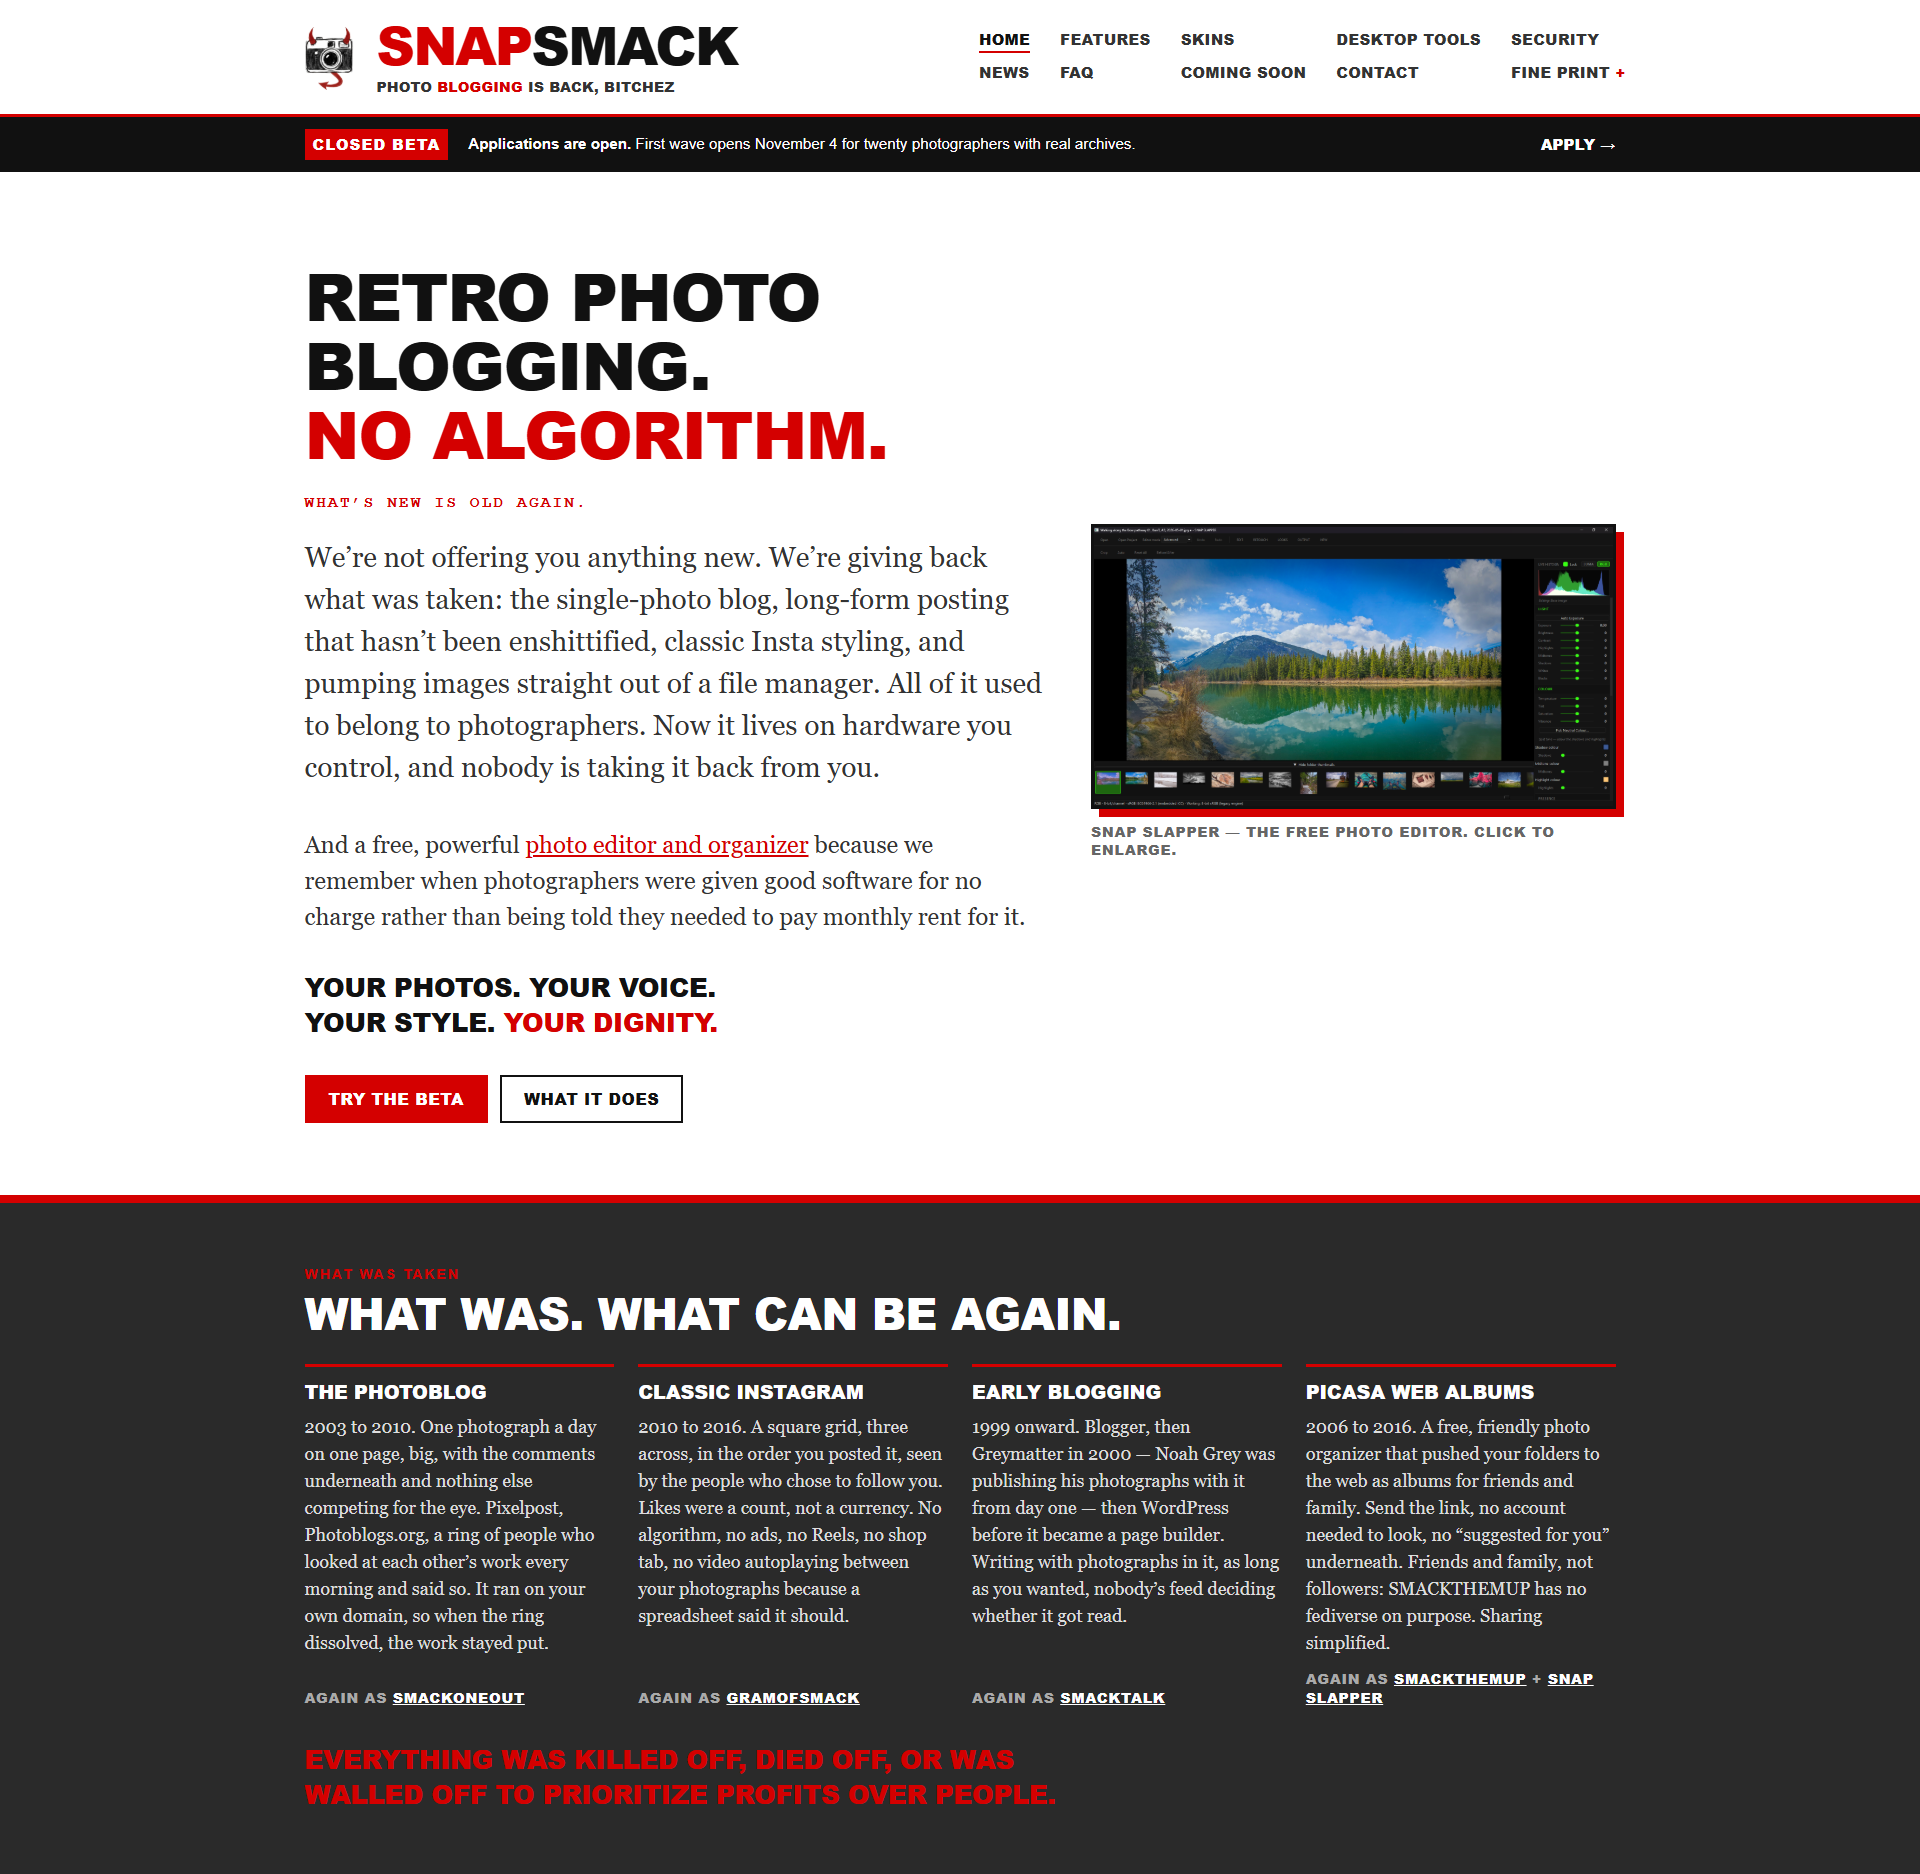 SNAPSMACK
PHOTO BLOGGING IS BACK, BITCHEZ
HOME FEATURES SKINS DESKTOP TOOLS SECURITY
NEWS FAQ COMING SOON CONTACT FINE PRINT +
CLOSED BETA Applications are open. First wave opens November 4 for twenty photographers with real archives. APPLY →
RETRO PHOTO
BLOGGING.
NO ALGORITHM.
WHAT'S NEW IS OLD AGAIN.
We’re not offering you anything new. We’re giving back
what was taken: the single-photo blog, long-form posting
that hasn’t been enshittified, classic Insta styling, and
pumping images straight out of a file manager. All of it used
to belong to photographers. Now it lives on hardware you
control, and nobody is taking it back from you.
And a free, powerful photo editor and organizer because we
remember when photographers were given good software for no
charge rather than being told they needed to pay monthly rent for it.
YOUR PHOTOS. YOUR VOICE.
YOUR STYLE. YOUR DIGNITY.
TRY THE BETA WHAT IT DOES
SNAP SLAPPER — THE FREE PHOTO EDITOR. CLICK TO
ENLARGE.
WHAT WAS TAKEN
WHAT WAS. WHAT CAN BE AGAIN.
THE PHOTOBLOG
2003 to 2010. One photograph a day
on one page, big, with the comments
underneath and nothing else
competing for the eye. Pixelpost,
Photoblogs.org, a ring of people who
looked at each other’s work every
morning and said so. It ran on your
own domain, so when the ring
dissolved, the work stayed put.
AGAIN AS SMACKONEOUT
CLASSIC INSTAGRAM
2010 to 2016. A square grid, three
across, in the order you posted it, seen
by the people who chose to follow you.
Likes were a count, not a currency. No
algorithm, no ads, no Reels, no shop
tab, no video autoplaying between
your photographs because a
spreadsheet said it should.
AGAIN AS GRAMOFSMACK
EARLY BLOGGING
1999 onward. Blogger, then
Greymatter in 2000 — Noah Grey was
publishing his photographs with it
from day one — then WordPress
before it became a page builder.
Writing with photographs in it, as long
as you wanted, nobody’s feed deciding
whether it got read.
AGAIN AS SMACKTALK
PICASA WEB ALBUMS
2006 to 2016. A free, friendly photo
organizer that pushed your folders to
the web as albums for friends and
family. Send the link, no account
needed to look, no “suggested for you”
underneath. Friends and family, not
followers: SMACKTHEMUP has no
fediverse on purpose. Sharing
simplified.
AGAIN AS SMACKTHEMUP + SNAP
SLAPPER
EVERYTHING WAS KILLED OFF, DIED OFF, OR WAS
WALLED OFF TO PRIORITIZE PROFITS OVER PEOPLE.